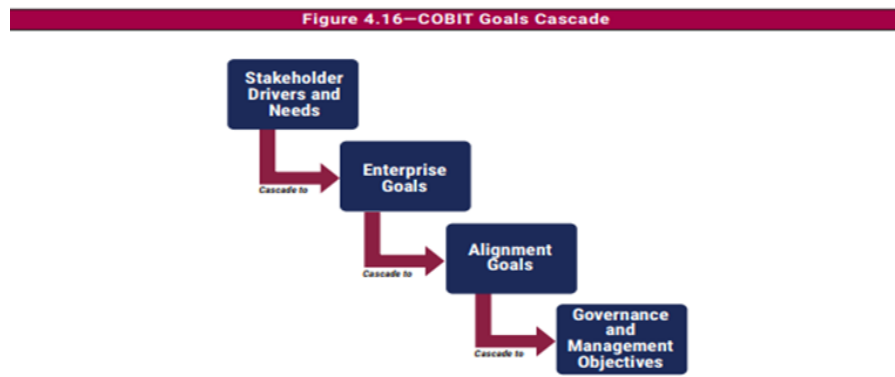 Figure 4.16—COBIT Goals Cascade
Stakeholder
Drivers and
Needs
Cascade to
Enterprise
Goals
Cascade to
Alignment
Goals
Cascade to
Governance
and
Management
Objectives